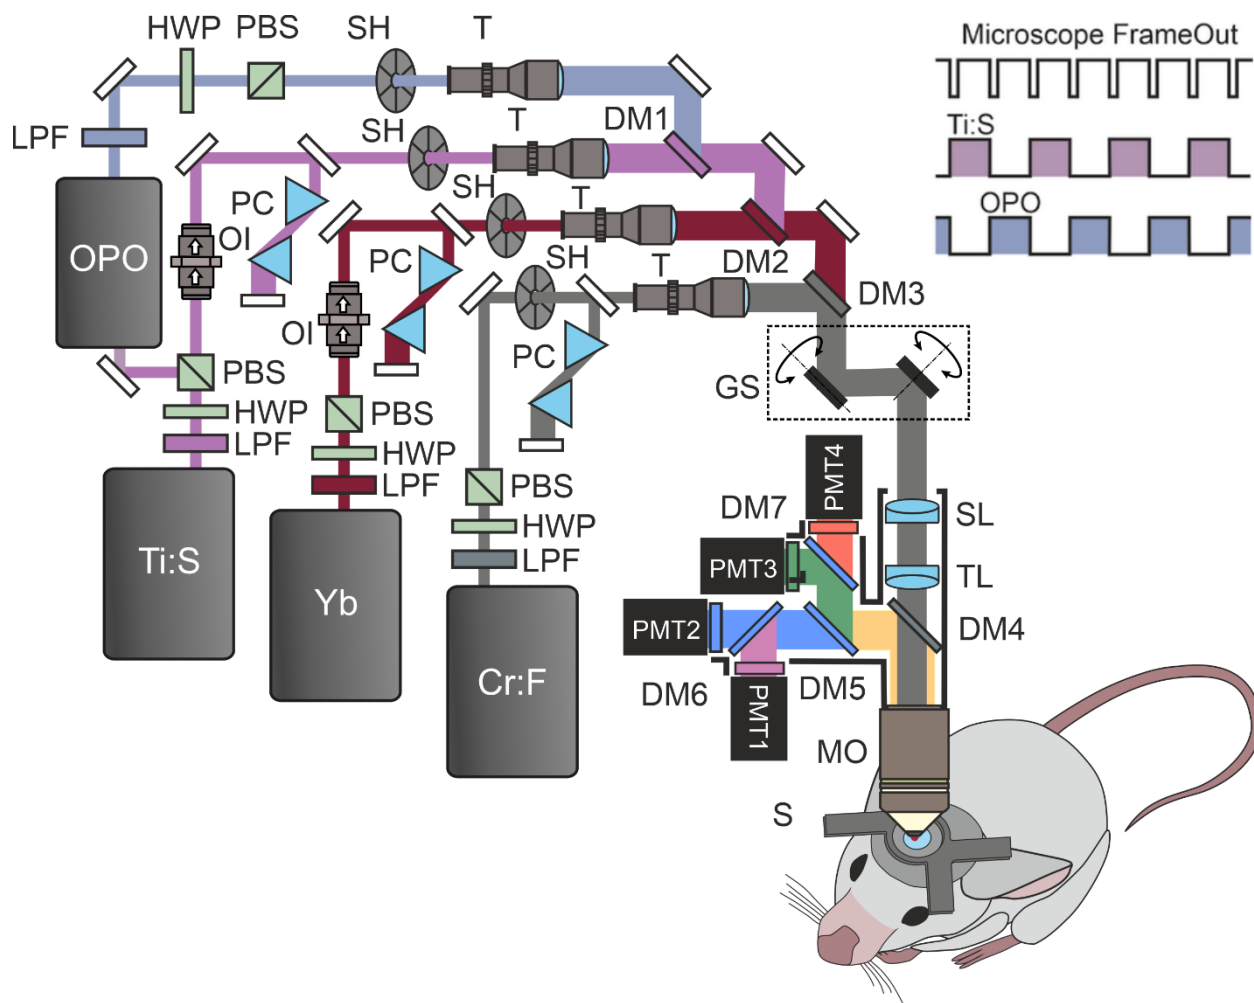 HWP PBS SH T
Microscope FrameOut
LPF
SH T DM1
Ti:S
PC SH T
OPO
OI PC SH T DM2
OPO
DM3
OI PC
GS
PBS
HWP PBS
LPF HWP
LPF PBS
HWP
LPF
PMT4
DM7 SL
PMT3
TL
Ti:S
Yb
PMT2 DM4
Cr:F
DM6 PMT1 DM5
MO
S